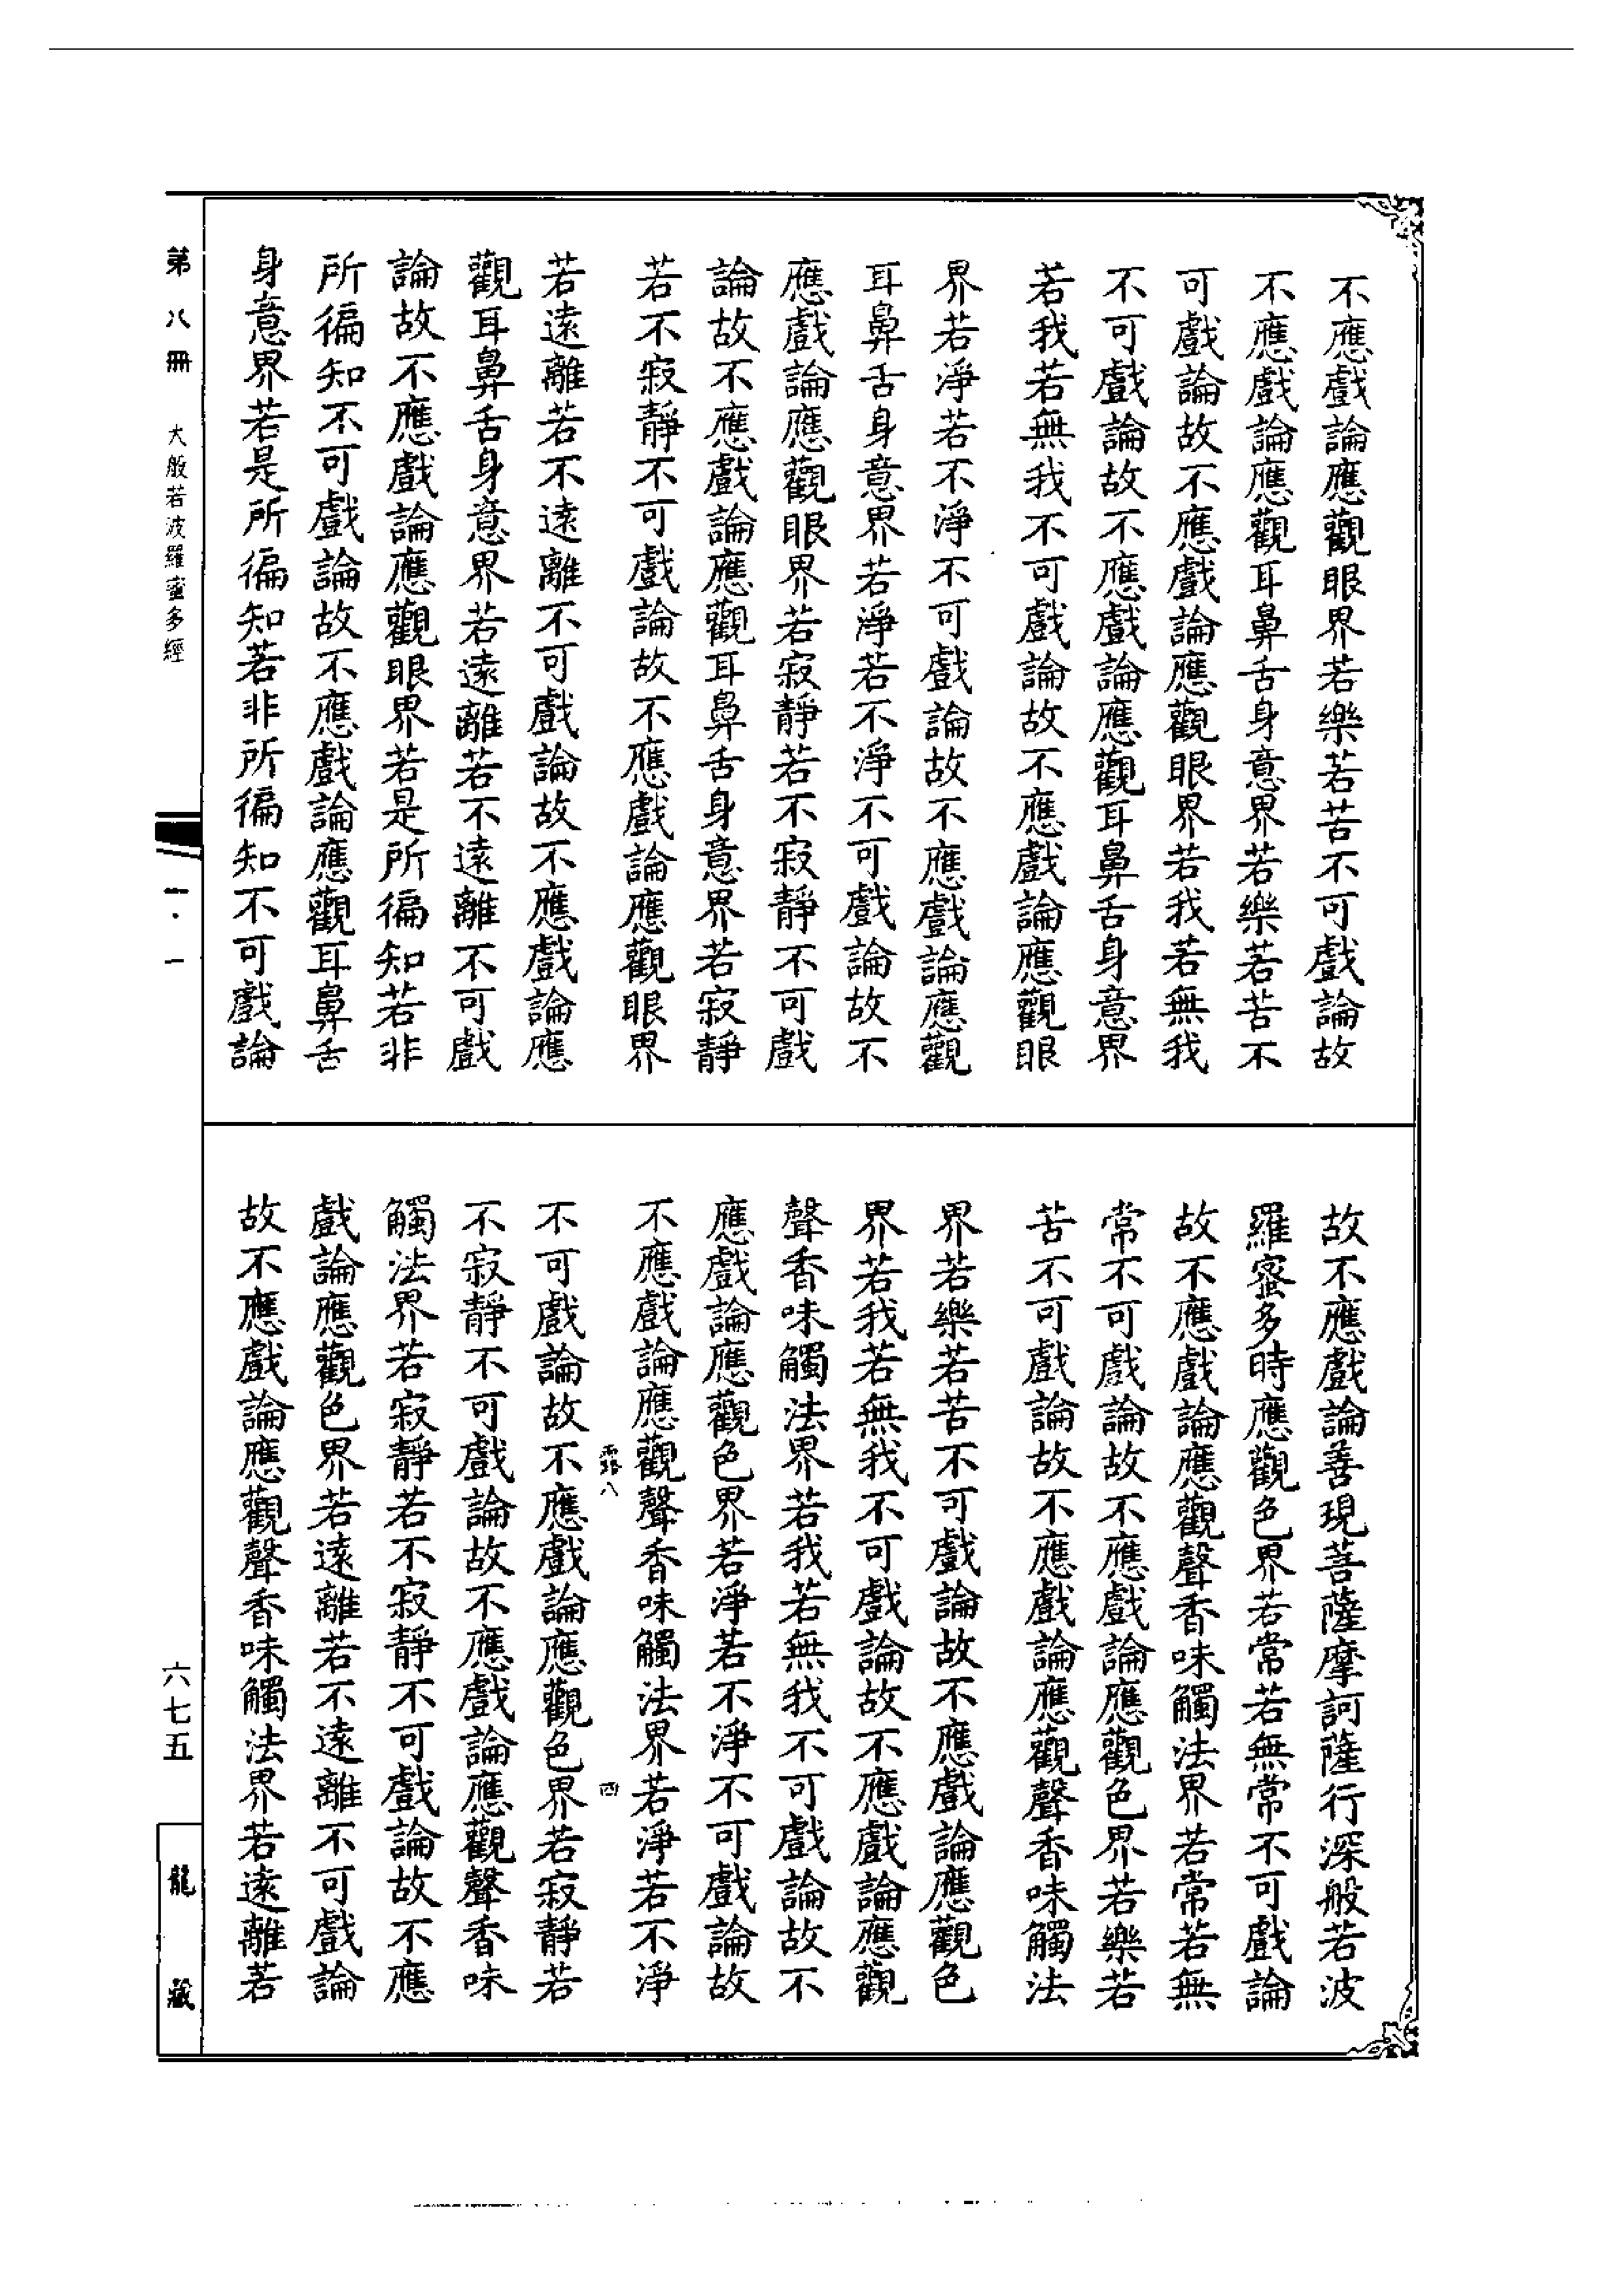 不應戲論應觀眼界若樂若苦不可戲論故
不應戲論應觀耳鼻舌身意界若樂若苦不
可戲論故不應戲論應觀眼界若我若無我
不可戲論故不應戲論應觀耳鼻舌身意界
若我若無我不可戲論故不應戲論應觀眼
界若淨若不淨不可戲論故不應戲論應觀
耳鼻舌身意界若淨若不淨不可戲論故不
應戲論應觀眼界若寂靜若不寂靜不可戲
論故不應戲論應觀耳鼻舌身意界若寂靜
若不寂靜不可戲論故不應戲論應觀眼界
若遠離若不遠離不可戲論故不應戲論應
觀耳鼻舌身意界若遠離若不遠離不可戲
論故不應戲論應觀眼界若是所徧知若非
所徧知不可戲論故不應戲論應觀耳鼻舌
身意界若是所徧知若非所徧知不可戲論
故不應戲論善現菩薩摩訶薩行深般若波
羅蜜多時應觀色界若常若無常不可戲論
故不應戲論應觀聲香味觸法界若常若無
常不可戲論故不應戲論應觀色界若樂若
苦不可戲論故不應戲論應觀聲香味觸法
界若樂若苦不可戲論故不應戲論應觀色
界若我若無我不可戲論故不應戲論應觀
聲香味觸法界若我若無我不可戲論故不
應戲論應觀色界若淨若不淨不可戲論故
不應戲論應觀聲香味觸法界若淨若不淨
露八 四
不可戲論故不應戲論應觀色界若寂靜若
不寂靜不可戲論故不應戲論應觀聲香味
觸法界若寂靜若不寂靜不可戲論故不應
戲論應觀色界若遠離若不遠離不可戲論
故不應戲論應觀聲香味觸法界若遠離若
第八冊 大般若波羅蜜多經
六七五
龍藏